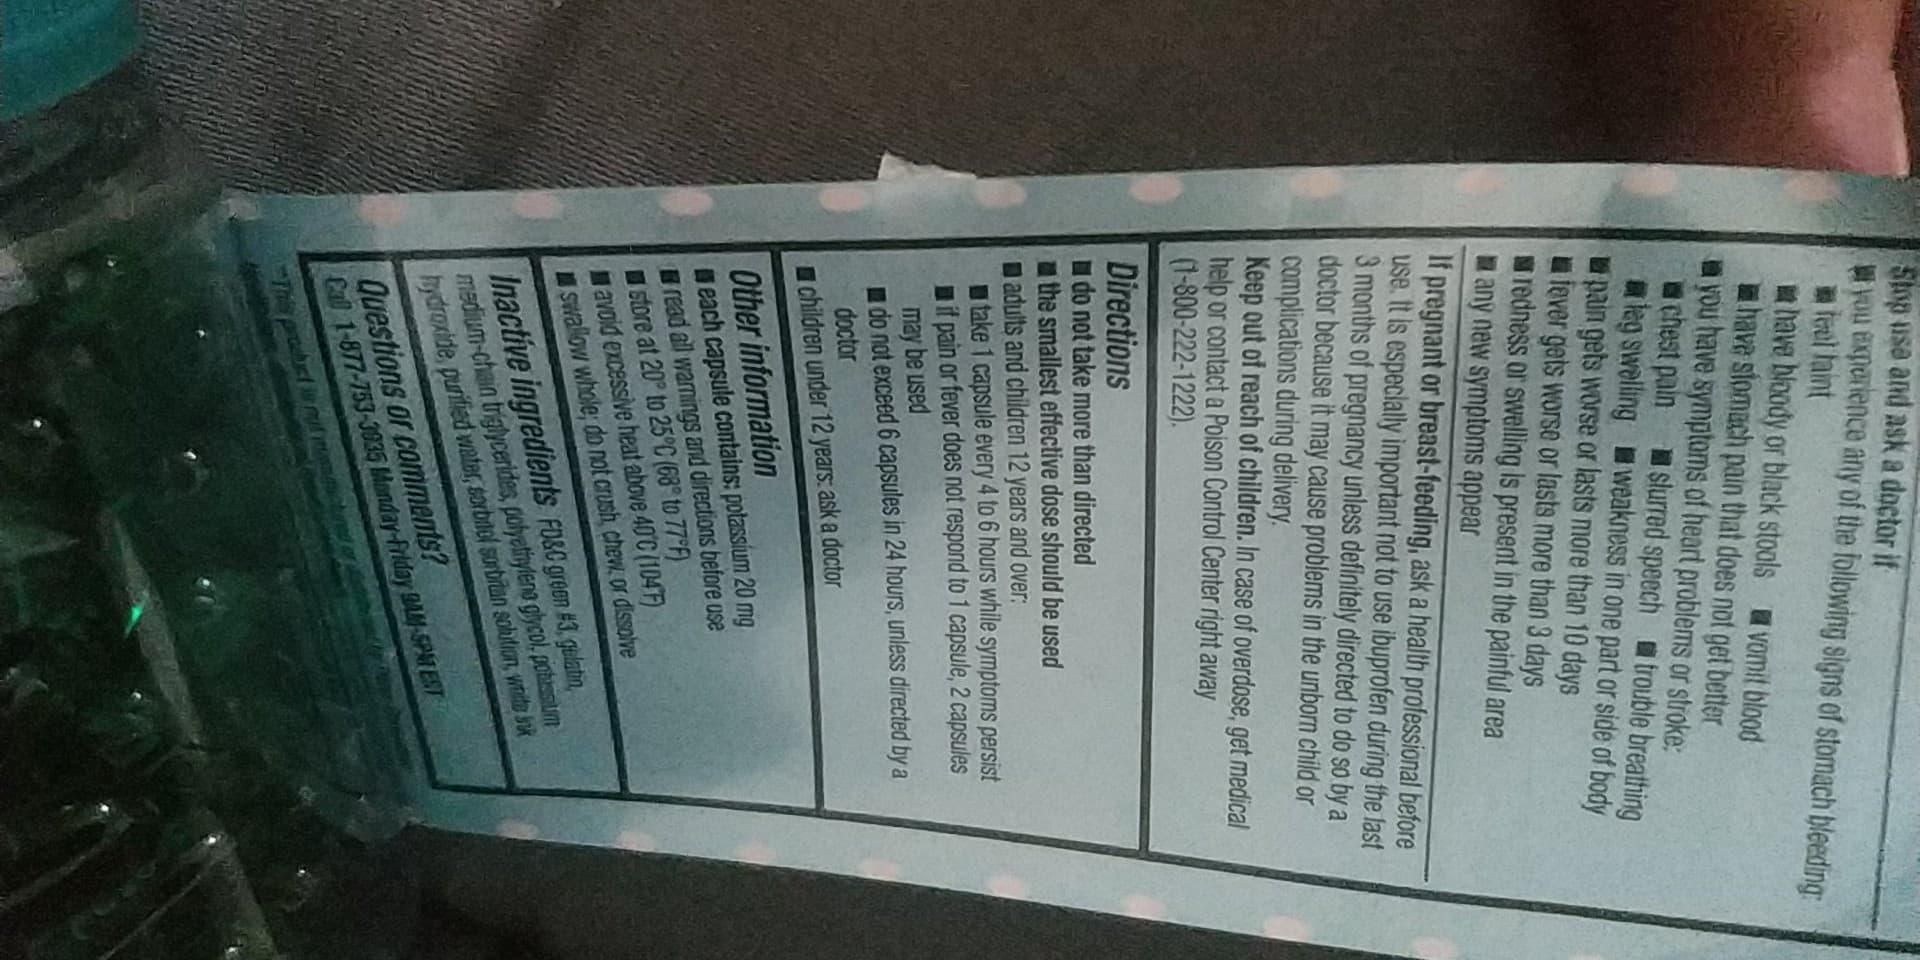 Stop use and ask a doctor if
■ you experience any of the following signs of stomach bleeding:
■ feel faint
■ have bloody or black stools ■ vomit blood
■ have stomach pain that does not get better
■ you have symptoms of heart problems or stroke:
■ chest pain ■ slurred speech ■ trouble breathing
■ leg swelling ■ weakness in one part or side of body
■ pain gets worse or lasts more than 10 days
■ fever gets worse or lasts more than 3 days
■ redness or swelling is present in the painful area
■ any new symptoms appear
If pregnant or breast-feeding, ask a health professional before
use. It is especially important not to use ibuprofen during the last
3 months of pregnancy unless definitely directed to do so by a
doctor because it may cause problems in the unborn child or
complications during delivery.
Keep out of reach of children. In case of overdose, get medical
help or contact a Poison Control Center right away
(1-800-222-1222).
Directions
■ do not take more than directed
■ the smallest effective dose should be used
■ adults and children 12 years and over:
■ take 1 capsule every 4 to 6 hours while symptoms persist
■ if pain or fever does not respond to 1 capsule, 2 capsules
may be used
■ do not exceed 6 capsules in 24 hours, unless directed by a
doctor
■ children under 12 years: ask a doctor
Other information
■ each capsule contains: potassium 20 mg
■ read all warnings and directions before use
■ store at 20° to 25°C (68° to 77°F)
■ avoid excessive heat above 40°C (104°F)
■ swallow whole; do not crush, chew, or dissolve
Inactive ingredients FD&C green #3, gelatin,
medium-chain triglycerides, polyethylene glycol, potassium
hydroxide, purified water, sorbitol sorbitan solution, white ink
Questions or comments?
Call 1-877-753-3935 Monday-Friday 9AM-5PM EST
**This product is not manufactured or distributed by